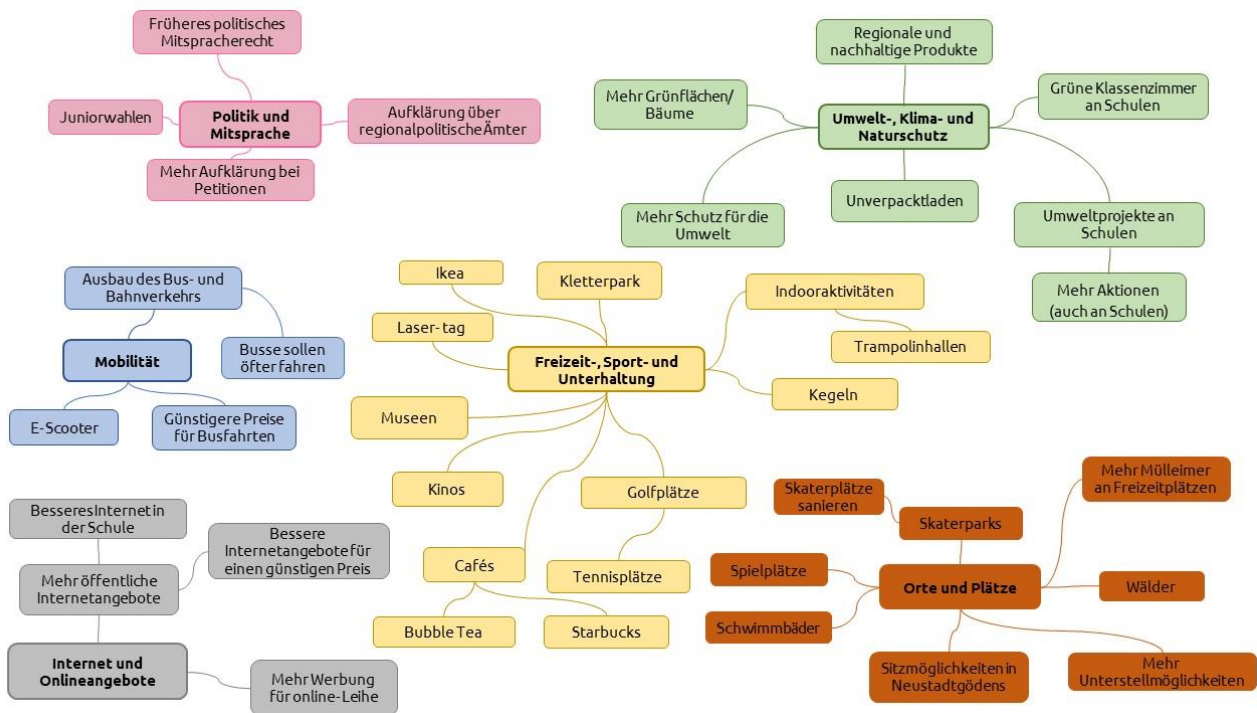 Früheres politisches
Mitspracherecht
Juniorwahlen
Politik und
Mitsprache
Aufklärung über
regionalpolitische Ämter
Mehr Aufklärung bei
Petitionen
Regionale und
nachhaltige Produkte
Mehr Grünflächen/
Bäume
Umwelt-, Klima- und
Naturschutz
Grüne Klassenzimmer
an Schulen
Mehr Schutz für die
Umwelt
Unverpacktladen
Umweltprojekte an
Schulen
Mehr Aktionen
(auch an Schulen)
Ausbau des Bus- und
Bahnverkehrs
Mobilität
Busse sollen
öfter fahren
E-Scooter
Günstigere Preise
für Busfahrten
Ikea
Kletterpark
Indooraktivitäten
Laser- tag
Trampolinhallen
Freizeit-, Sport- und
Unterhaltung
Kegeln
Museen
Kinos
Golfplätze
Cafés
Tennisplätze
Bubble Tea
Starbucks
Besseres Internet in
der Schule
Bessere
Internetangebote für
einen günstigen Preis
Mehr öffentliche
Internetangebote
Internet und
Onlineangebote
Mehr Werbung
für online-Leihe
Skaterplätze
sanieren
Mehr Mülleimer
an Freizeitplätzen
Skaterparks
Spielplätze
Orte und Plätze
Wälder
Schwimmbäder
Sitzmöglichkeiten in
Neustadtgödens
Mehr
Unterstellmöglichkeiten